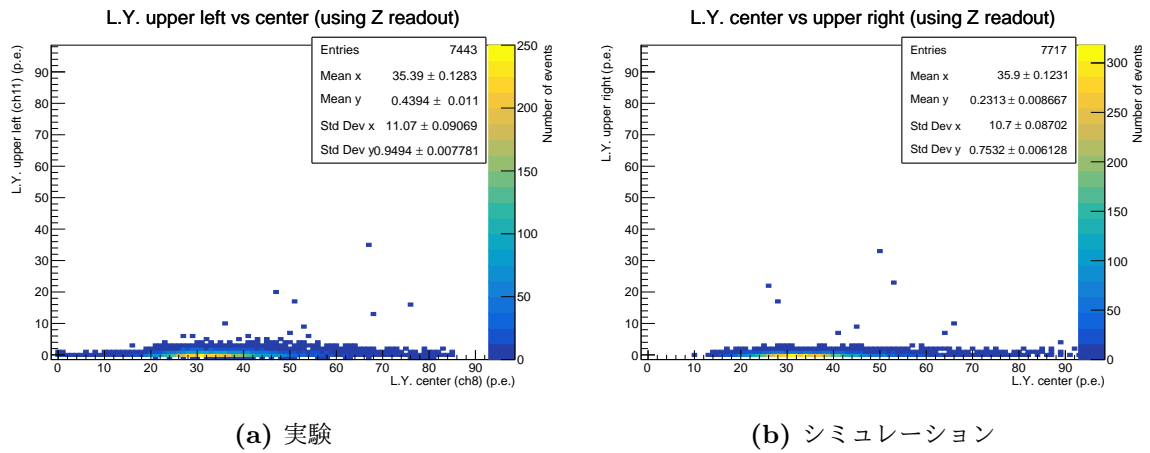 L.Y. upper left vs center (using Z readout)
Entries 7443
Mean x 35.39 ± 0.1283
Mean y 0.4394 ± 0.011
Std Dev x 11.07 ± 0.09069
Std Dev y 0.9494 ± 0.007781
L.Y. upper left (ch11) (p.e.)
90
80
70
60
50
40
30
20
10
0
0 10 20 30 40 50 60 70 80 90
L.Y. center (ch8) (p.e.)
250
200
150
100
50
0
Number of events
(a) 実験
L.Y. center vs upper right (using Z readout)
Entries 7717
Mean x 35.9 ± 0.1231
Mean y 0.2313 ± 0.008667
Std Dev x 10.7 ± 0.08702
Std Dev y 0.7532 ± 0.006128
L.Y. upper right (p.e.)
90
80
70
60
50
40
30
20
10
0
0 10 20 30 40 50 60 70 80 90
L.Y. center (p.e.)
300
250
200
150
100
50
0
Number of events
(b) シミュレーション